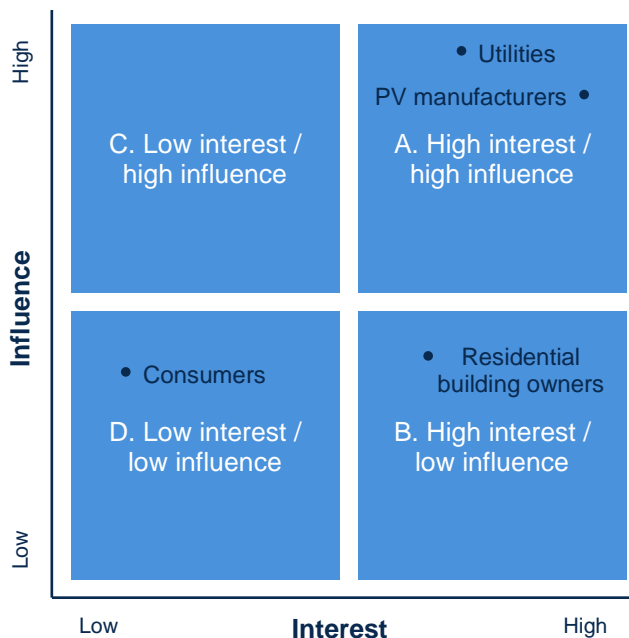 High
• Utilities
PV manufacturers •
C. Low interest /
high influence
A. High interest /
high influence
Influence
• Consumers
• Residential
building owners
D. Low interest /
low influence
B. High interest /
low influence
Low
Low
Interest
High